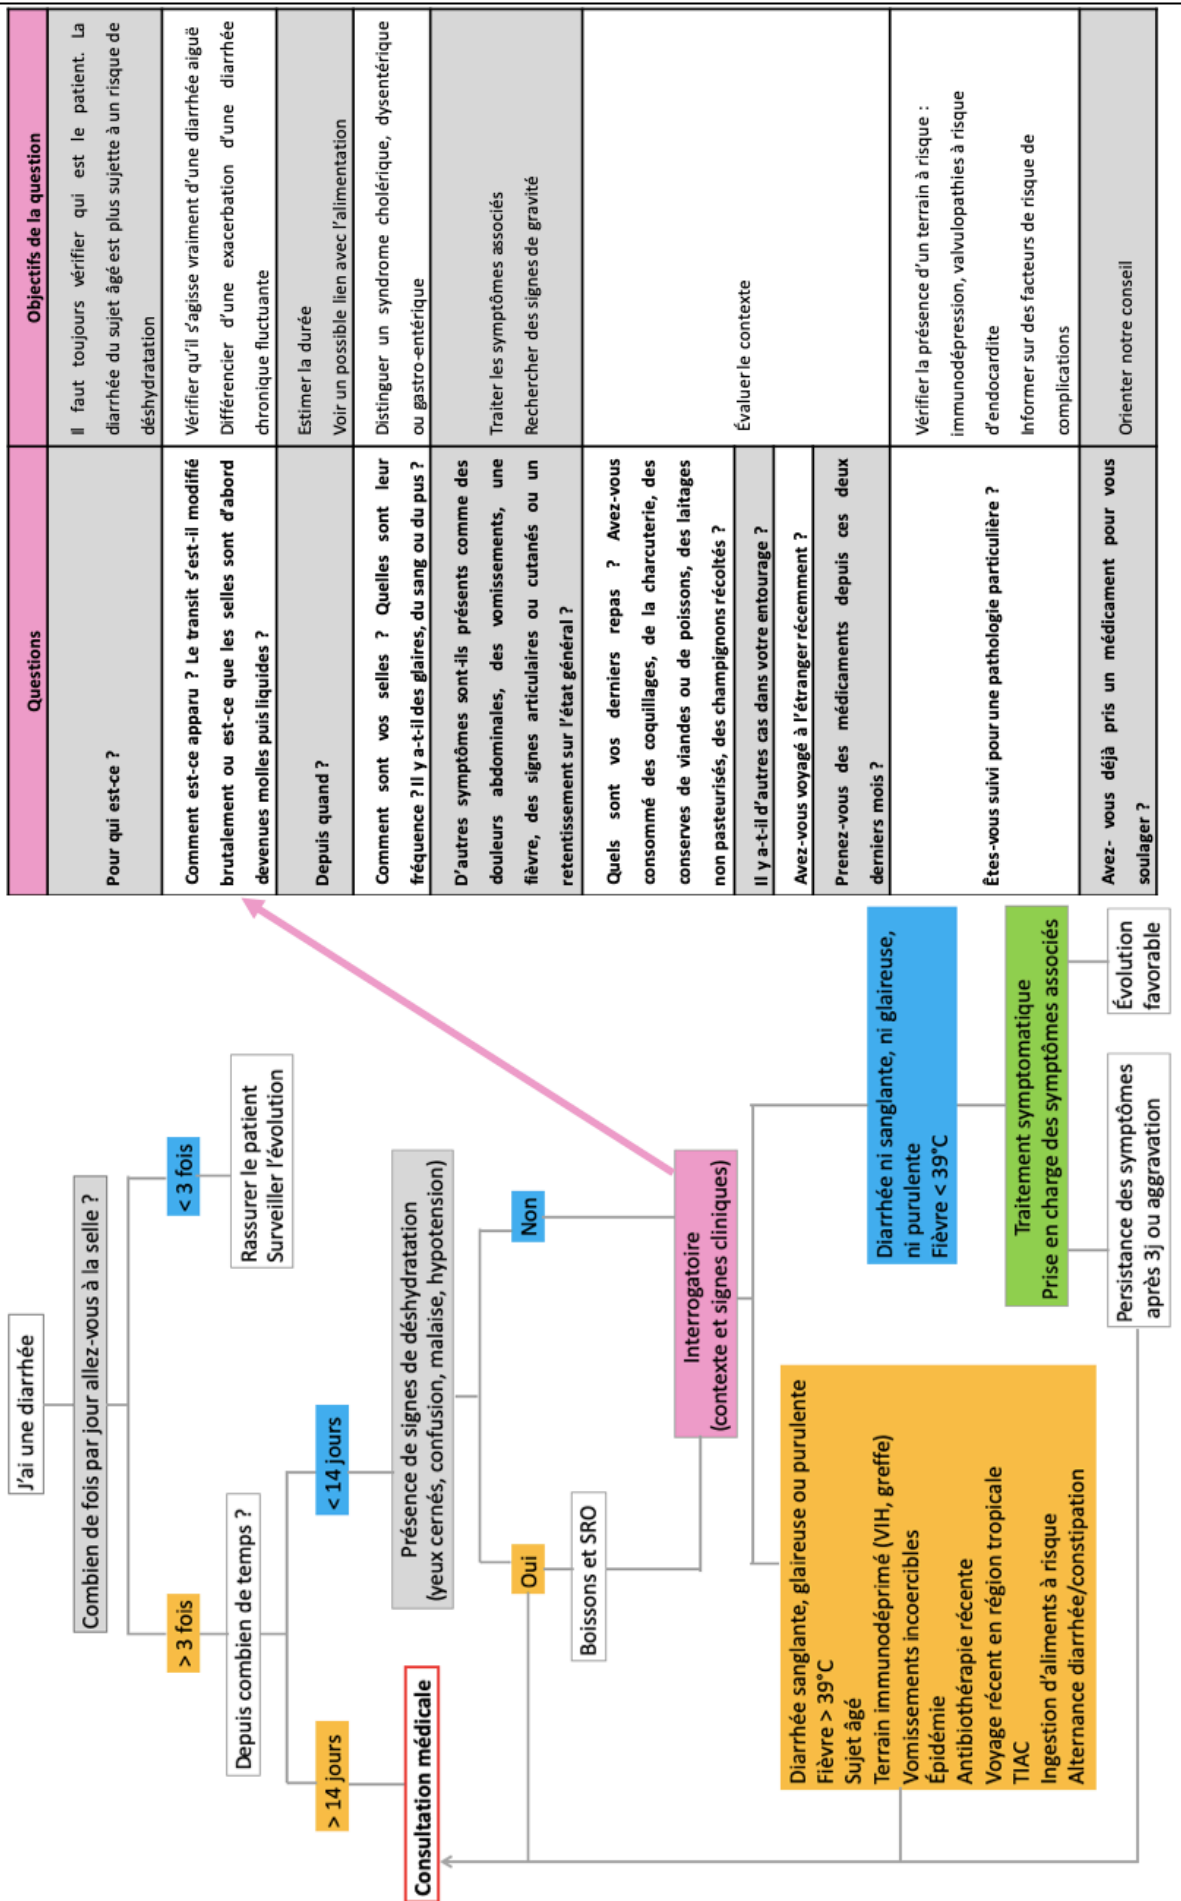 J'ai une diarrhée
Combien de fois par jour allez-vous à la selle ?
> 3 fois
< 3 fois
Rassurer le patient
Surveiller l'évolution
Depuis combien de temps ?
> 14 jours
< 14 jours
Consultation médicale
Présence de signes de déshydratation
(yeux cernés, confusion, malaise, hypotension)
Oui
Non
Boissons et SRO
Interrogatoire
(contexte et signes cliniques)
Diarrhée sanglante, glaireuse ou purulente
Fièvre > 39°C
Sujet âgé
Terrain immunodéprimé (VIH, greffe)
Vomissements incoercibles
Épidémie
Antibiothérapie récente
Voyage récent en région tropicale
TIAC
Ingestion d'aliments à risque
Alternance diarrhée/constipation
Diarrhée ni sanglante, ni glaireuse,
ni purulente
Fièvre < 39°C
Traitement symptomatique
Prise en charge des symptômes associés
Persistance des symptômes
après 3j ou aggravation
Évolution
favorable
Questions
Objectifs de la question
Pour qui est-ce ?
Il faut toujours vérifier qui est le patient. La
diarrhée du sujet âgé est plus sujette à un risque de
déshydratation
Comment est-ce apparu ? Le transit s'est-il modifié
brutalement ou est-ce que les selles sont d'abord
devenues molles puis liquides ?
Vérifier qu'il s'agisse vraiment d'une diarrhée aiguë
Différencier d'une exacerbation d'une diarrhée
chronique fluctuante
Depuis quand ?
Estimer la durée
Voir un possible lien avec l'alimentation
Comment sont vos selles ? Quelles sont leur
fréquence ? Il y a-t-il des glaires, du sang ou du pus ?
Distinguer un syndrome cholérique, dysentérique
ou gastro-entérique
D'autres symptômes sont-ils présents comme des
douleurs abdominales, des vomissements, une
fièvre, des signes articulaires ou cutanés ou un
retentissement sur l'état général ?
Traiter les symptômes associés
Rechercher des signes de gravité
Quels sont vos derniers repas ? Avez-vous
consommé des coquillages, de la charcuterie, des
conserves de viandes ou de poissons, des laitages
non pasteurisés, des champignons récoltés ?
Il y a-t-il d'autres cas dans votre entourage ?
Avez-vous voyagé à l'étranger récemment ?
Prenez-vous des médicaments depuis ces deux
derniers mois ?
Évaluer le contexte
Êtes-vous suivi pour une pathologie particulière ?
Vérifier la présence d'un terrain à risque :
immunodépression, valvulopathies à risque
d'endocardite
Informer sur des facteurs de risque de
complications
Avez- vous déjà pris un médicament pour vous
soulager ?
Orienter notre conseil